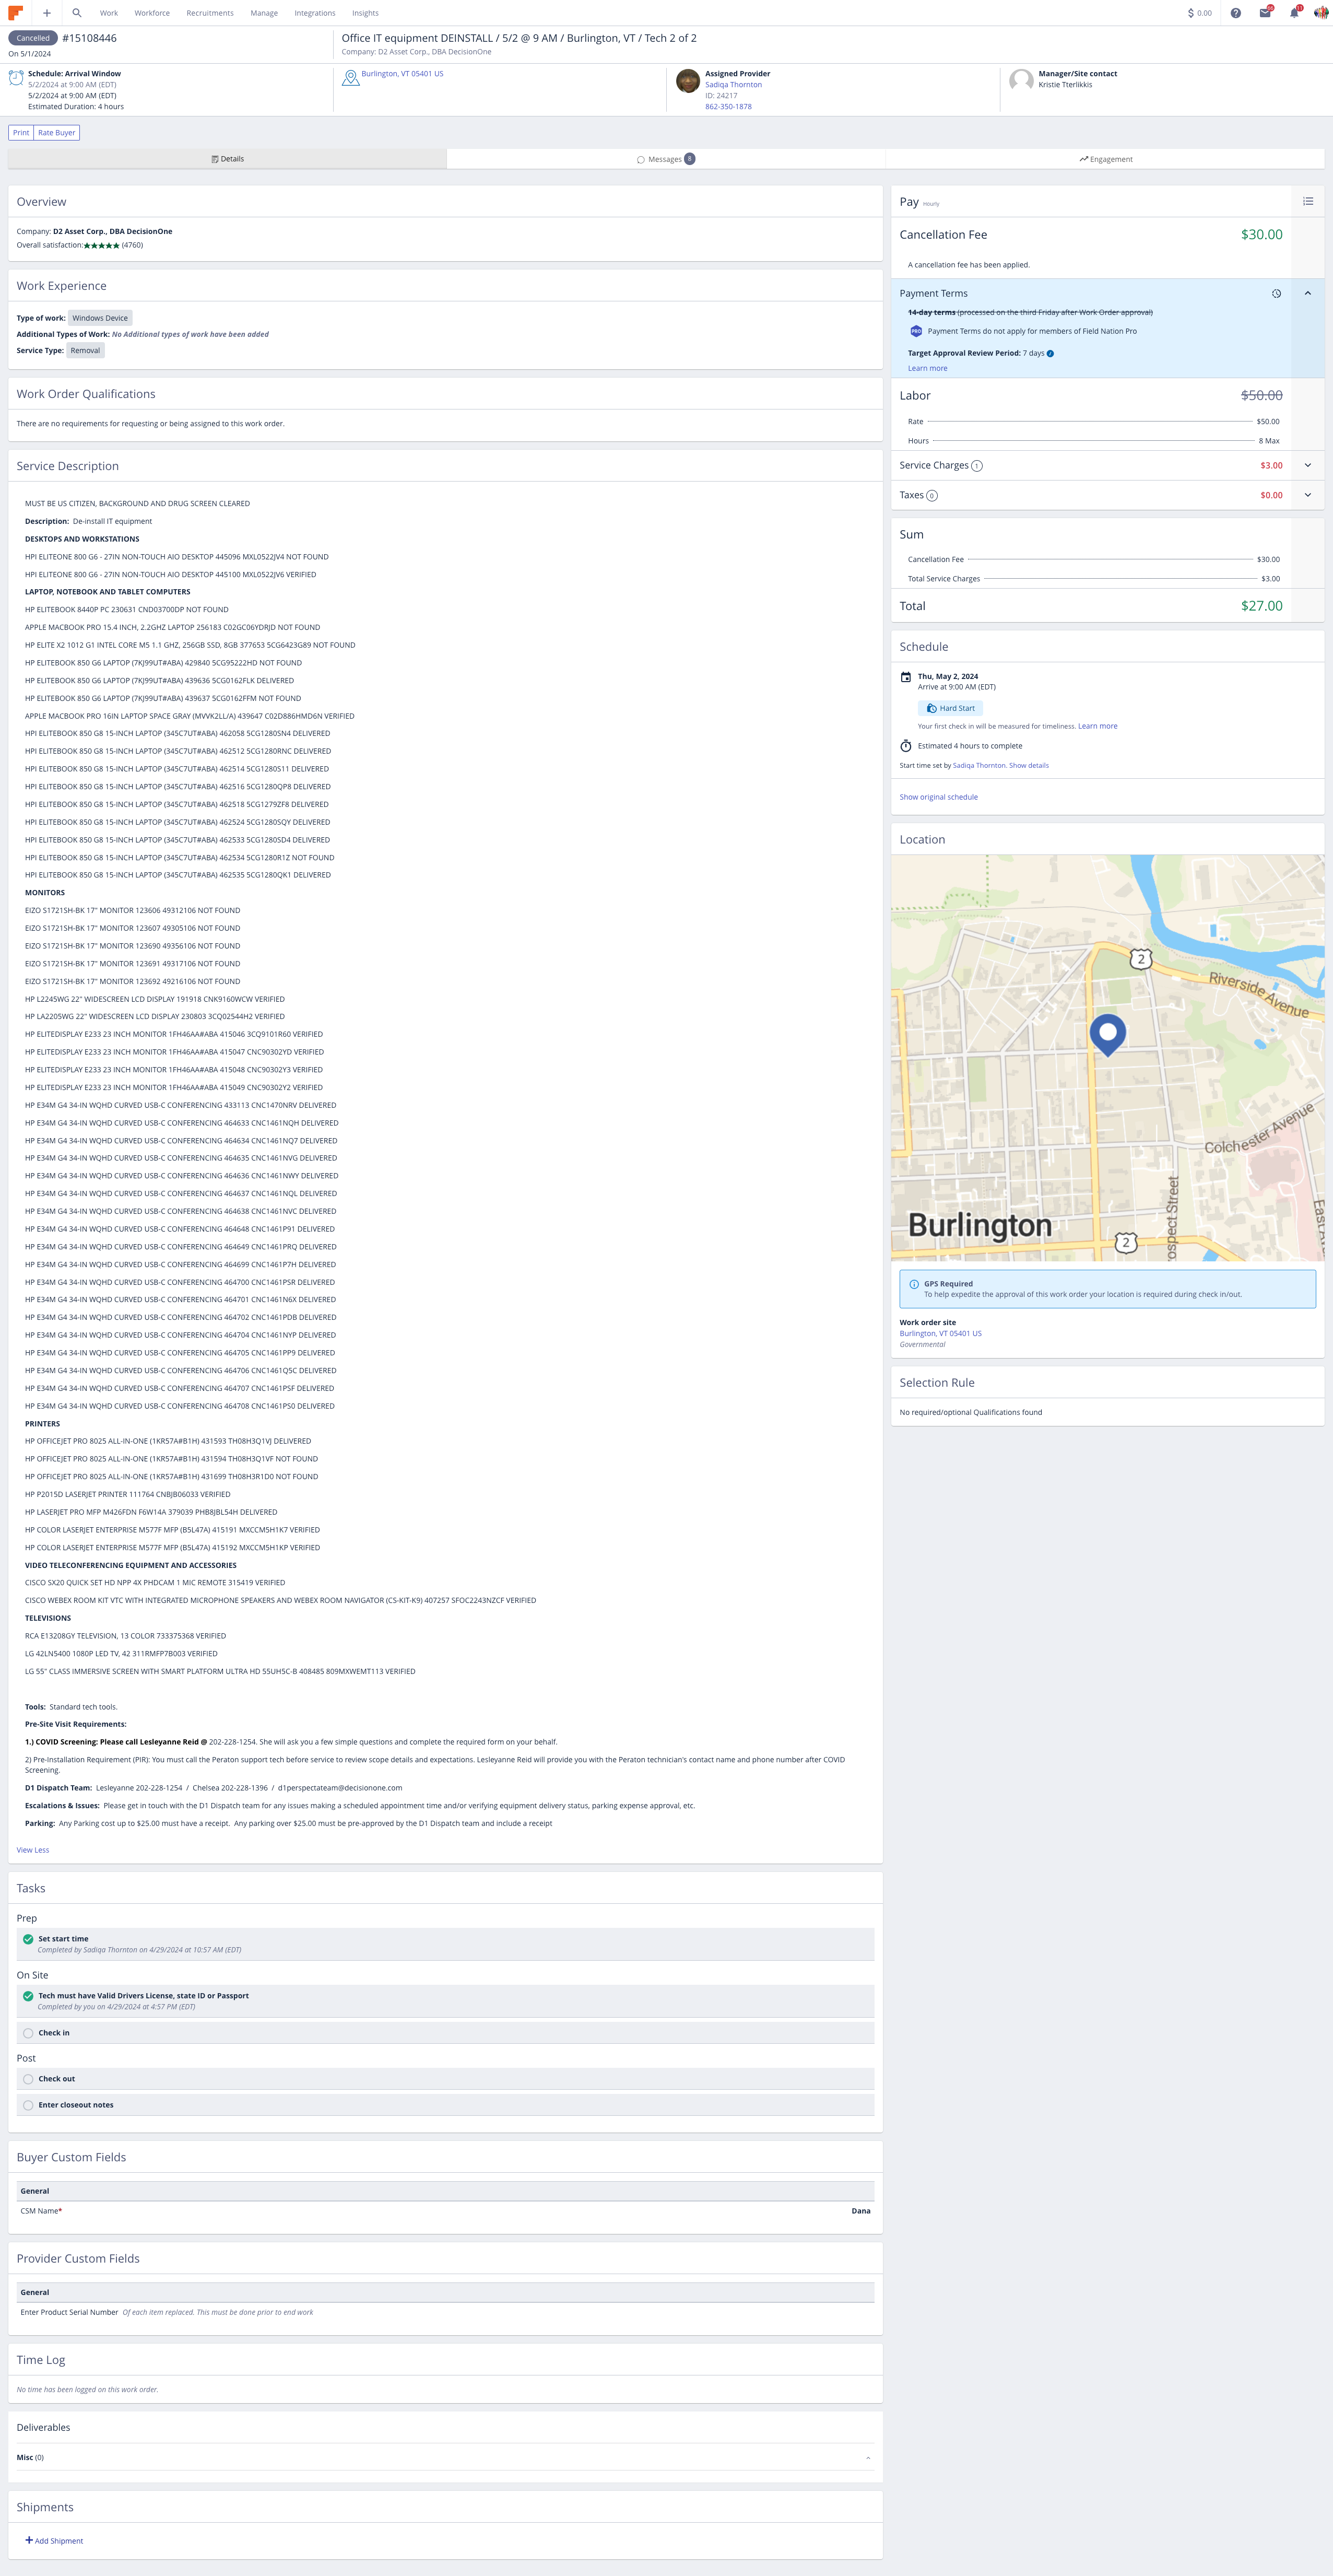 Work Workforce Recruitments Manage Integrations Insights
0.00
Cancelled #15108446
On 5/1/2024
Office IT equipment DEINSTALL / 5/2 @ 9 AM / Burlington, VT / Tech 2 of 2
Company: D2 Asset Corp., DBA DecisionOne
Schedule: Arrival Window
5/2/2024 at 9:00 AM (EDT)
5/2/2024 at 9:00 AM (EDT)
Estimated Duration: 4 hours
Burlington, VT 05401 US
Assigned Provider
Sadiqa Thornton
ID: 24217
862-350-1878
Manager/Site contact
Kristie Tterlikkis
Print Rate Buyer
Details
Messages 8
Engagement
Overview
Company: D2 Asset Corp., DBA DecisionOne
Overall satisfaction:★★★★★ (4760)
Work Experience
Type of work: Windows Device
Additional Types of Work: No Additional types of work have been added
Service Type: Removal
Work Order Qualifications
There are no requirements for requesting or being assigned to this work order.
Service Description
MUST BE US CITIZEN, BACKGROUND AND DRUG SCREEN CLEARED
Description: De-install IT equipment
DESKTOPS AND WORKSTATIONS
HPI ELITEONE 800 G6 - 27IN NON-TOUCH AIO DESKTOP 445096 MXL0522JV4 NOT FOUND
HPI ELITEONE 800 G6 - 27IN NON-TOUCH AIO DESKTOP 445100 MXL0522JV6 VERIFIED
LAPTOP, NOTEBOOK AND TABLET COMPUTERS
HP ELITEBOOK 8440P PC 230631 CND03700DP NOT FOUND
APPLE MACBOOK PRO 15.4 INCH, 2.2GHZ LAPTOP 256183 C02GC06YDRJD NOT FOUND
HP ELITE X2 1012 G1 INTEL CORE M5 1.1 GHZ, 256GB SSD, 8GB 377653 5CG6423G89 NOT FOUND
HPI ELITEBOOK 850 G6 LAPTOP (7KJ99UT#ABA) 429840 5CG95222HD NOT FOUND
HPI ELITEBOOK 850 G6 LAPTOP (7KJ99UT#ABA) 439636 5CG0162FLK DELIVERED
HPI ELITEBOOK 850 G6 LAPTOP (7KJ99UT#ABA) 439637 5CG0162FFM NOT FOUND
APPLE MACBOOK PRO 16IN LAPTOP SPACE GRAY (MVVK2LL/A) 439647 C02D886HMD6N VERIFIED
HPI ELITEBOOK 850 G8 15-INCH LAPTOP (345C7UT#ABA) 462058 5CG1280SN4 DELIVERED
HPI ELITEBOOK 850 G8 15-INCH LAPTOP (345C7UT#ABA) 462512 5CG1280RNC DELIVERED
HPI ELITEBOOK 850 G8 15-INCH LAPTOP (345C7UT#ABA) 462514 5CG1280S11 DELIVERED
HPI ELITEBOOK 850 G8 15-INCH LAPTOP (345C7UT#ABA) 462516 5CG1280QP8 DELIVERED
HPI ELITEBOOK 850 G8 15-INCH LAPTOP (345C7UT#ABA) 462518 5CG1279ZF8 DELIVERED
HPI ELITEBOOK 850 G8 15-INCH LAPTOP (345C7UT#ABA) 462524 5CG1280SQY DELIVERED
HPI ELITEBOOK 850 G8 15-INCH LAPTOP (345C7UT#ABA) 462533 5CG1280SD4 DELIVERED
HPI ELITEBOOK 850 G8 15-INCH LAPTOP (345C7UT#ABA) 462534 5CG1280R1Z NOT FOUND
HPI ELITEBOOK 850 G8 15-INCH LAPTOP (345C7UT#ABA) 462535 5CG1280QK1 DELIVERED
MONITORS
EIZO S1721SH-BK 17" MONITOR 123606 49312106 NOT FOUND
EIZO S1721SH-BK 17" MONITOR 123607 49305106 NOT FOUND
EIZO S1721SH-BK 17" MONITOR 123690 49356106 NOT FOUND
EIZO S1721SH-BK 17" MONITOR 123691 49317106 NOT FOUND
EIZO S1721SH-BK 17" MONITOR 123692 49216106 NOT FOUND
HP L2245WG 22" WIDESCREEN LCD DISPLAY 191918 CNK9160WCW VERIFIED
HP LA2205WG 22" WIDESCREEN LCD DISPLAY 230803 3CQ02544H2 VERIFIED
HP ELITEDISPLAY E233 23 INCH MONITOR 1FH46AA#ABA 415046 3CQ9101R60 VERIFIED
HP ELITEDISPLAY E233 23 INCH MONITOR 1FH46AA#ABA 415047 CNC90302YD VERIFIED
HP ELITEDISPLAY E233 23 INCH MONITOR 1FH46AA#ABA 415048 CNC90302Y3 VERIFIED
HP ELITEDISPLAY E233 23 INCH MONITOR 1FH46AA#ABA 415049 CNC90302Y2 VERIFIED
HP E34M G4 34-IN WQHD CURVED USB-C CONFERENCING 433113 CNC1470NRV DELIVERED
HP E34M G4 34-IN WQHD CURVED USB-C CONFERENCING 464633 CNC1461NQH DELIVERED
HP E34M G4 34-IN WQHD CURVED USB-C CONFERENCING 464634 CNC1461NQ7 DELIVERED
HP E34M G4 34-IN WQHD CURVED USB-C CONFERENCING 464635 CNC1461NVG DELIVERED
HP E34M G4 34-IN WQHD CURVED USB-C CONFERENCING 464636 CNC1461NWY DELIVERED
HP E34M G4 34-IN WQHD CURVED USB-C CONFERENCING 464637 CNC1461NQL DELIVERED
HP E34M G4 34-IN WQHD CURVED USB-C CONFERENCING 464638 CNC1461NVC DELIVERED
HP E34M G4 34-IN WQHD CURVED USB-C CONFERENCING 464648 CNC1461P91 DELIVERED
HP E34M G4 34-IN WQHD CURVED USB-C CONFERENCING 464649 CNC1461PRQ DELIVERED
HP E34M G4 34-IN WQHD CURVED USB-C CONFERENCING 464699 CNC1461P7H DELIVERED
HP E34M G4 34-IN WQHD CURVED USB-C CONFERENCING 464700 CNC1461PSR DELIVERED
HP E34M G4 34-IN WQHD CURVED USB-C CONFERENCING 464701 CNC1461N6X DELIVERED
HP E34M G4 34-IN WQHD CURVED USB-C CONFERENCING 464702 CNC1461PDB DELIVERED
HP E34M G4 34-IN WQHD CURVED USB-C CONFERENCING 464704 CNC1461NYP DELIVERED
HP E34M G4 34-IN WQHD CURVED USB-C CONFERENCING 464705 CNC1461PP9 DELIVERED
HP E34M G4 34-IN WQHD CURVED USB-C CONFERENCING 464706 CNC1461Q5C DELIVERED
HP E34M G4 34-IN WQHD CURVED USB-C CONFERENCING 464707 CNC1461PSF DELIVERED
HP E34M G4 34-IN WQHD CURVED USB-C CONFERENCING 464708 CNC1461PS0 DELIVERED
PRINTERS
HP OFFICEJET PRO 8025 ALL-IN-ONE (1KR57A#B1H) 431593 TH08H3Q1VJ DELIVERED
HP OFFICEJET PRO 8025 ALL-IN-ONE (1KR57A#B1H) 431594 TH08H3Q1VF NOT FOUND
HP OFFICEJET PRO 8025 ALL-IN-ONE (1KR57A#B1H) 431699 TH08H3R1D0 NOT FOUND
HP P2015D LASERJET PRINTER 111764 CNBJB06033 VERIFIED
HP LASERJET PRO MFP M426FDN F6W14A 379039 PHB8JBL54H DELIVERED
HP COLOR LASERJET ENTERPRISE M577F MFP (B5L47A) 415191 MXCCM5H1K7 VERIFIED
HP COLOR LASERJET ENTERPRISE M577F MFP (B5L47A) 415192 MXCCM5H1KP VERIFIED
VIDEO TELECONFERENCING EQUIPMENT AND ACCESSORIES
CISCO SX20 QUICK SET HD NPP 4X PHDCAM 1 MIC REMOTE 315419 VERIFIED
CISCO WEBEX ROOM KIT VTC WITH INTEGRATED MICROPHONE SPEAKERS AND WEBEX ROOM NAVIGATOR (CS-KIT-K9) 407257 SFOC2243NZCF VERIFIED
TELEVISIONS
RCA E13208GY TELEVISION, 13 COLOR 733375368 VERIFIED
LG 42LN5400 1080P LED TV, 42 311RMFP7B003 VERIFIED
LG 55" CLASS IMMERSIVE SCREEN WITH SMART PLATFORM ULTRA HD 55UH5C-B 408485 809MXWEMT113 VERIFIED
Tools: Standard tech tools.
Pre-Site Visit Requirements:
1.) COVID Screening: Please call Lesleyanne Reid @ 202-228-1254. She will ask you a few simple questions and complete the required form on your behalf.
2) Pre-Installation Requirement (PIR): You must call the Peraton support tech before service to review scope details and expectations. Lesleyanne Reid will provide you with the Peraton technician's contact name and phone number after COVID
Screening.
D1 Dispatch Team: Lesleyanne 202-228-1254 / Chelsea 202-228-1396 / d1perspectateam@decisionone.com
Escalations & Issues: Please get in touch with the D1 Dispatch team for any issues making a scheduled appointment time and/or verifying equipment delivery status, parking expense approval, etc.
Parking: Any Parking cost up to $25.00 must have a receipt. Any parking over $25.00 must be pre-approved by the D1 Dispatch team and include a receipt
View Less
Tasks
Prep
Set start time
Completed by Sadiqa Thornton on 4/29/2024 at 10:57 AM (EDT)
On Site
Tech must have Valid Drivers License, state ID or Passport
Completed by you on 4/29/2024 at 4:57 PM (EDT)
Check in
Post
Check out
Enter closeout notes
Buyer Custom Fields
General
CSM Name* Dana
Provider Custom Fields
General
Enter Product Serial Number Of each item replaced. This must be done prior to end work
Time Log
No time has been logged on this work order.
Deliverables
Misc (0)
Shipments
Add Shipment
Pay Hourly
Cancellation Fee $30.00
A cancellation fee has been applied.
Payment Terms
14-day terms (processed on the third Friday after Work Order approval)
PRO Payment Terms do not apply for members of Field Nation Pro
Target Approval Review Period: 7 days
Learn more
Labor $50.00
Rate $50.00
Hours 8 Max
Service Charges 1 $3.00
Taxes 0 $0.00
Sum
Cancellation Fee $30.00
Total Service Charges $3.00
Total $27.00
Schedule
Thu, May 2, 2024
Arrive at 9:00 AM (EDT)
Hard Start
Your first check in will be measured for timeliness. Learn more
Estimated 4 hours to complete
Start time set by Sadiqa Thornton. Show details
Show original schedule
Location
2
Riverside Avenue
Colchester Avenue
ospect Street
East A
Burlington
2
GPS Required
To help expedite the approval of this work order your location is required during check in/out.
Work order site
Burlington, VT 05401 US
Governmental
Selection Rule
No required/optional Qualifications found